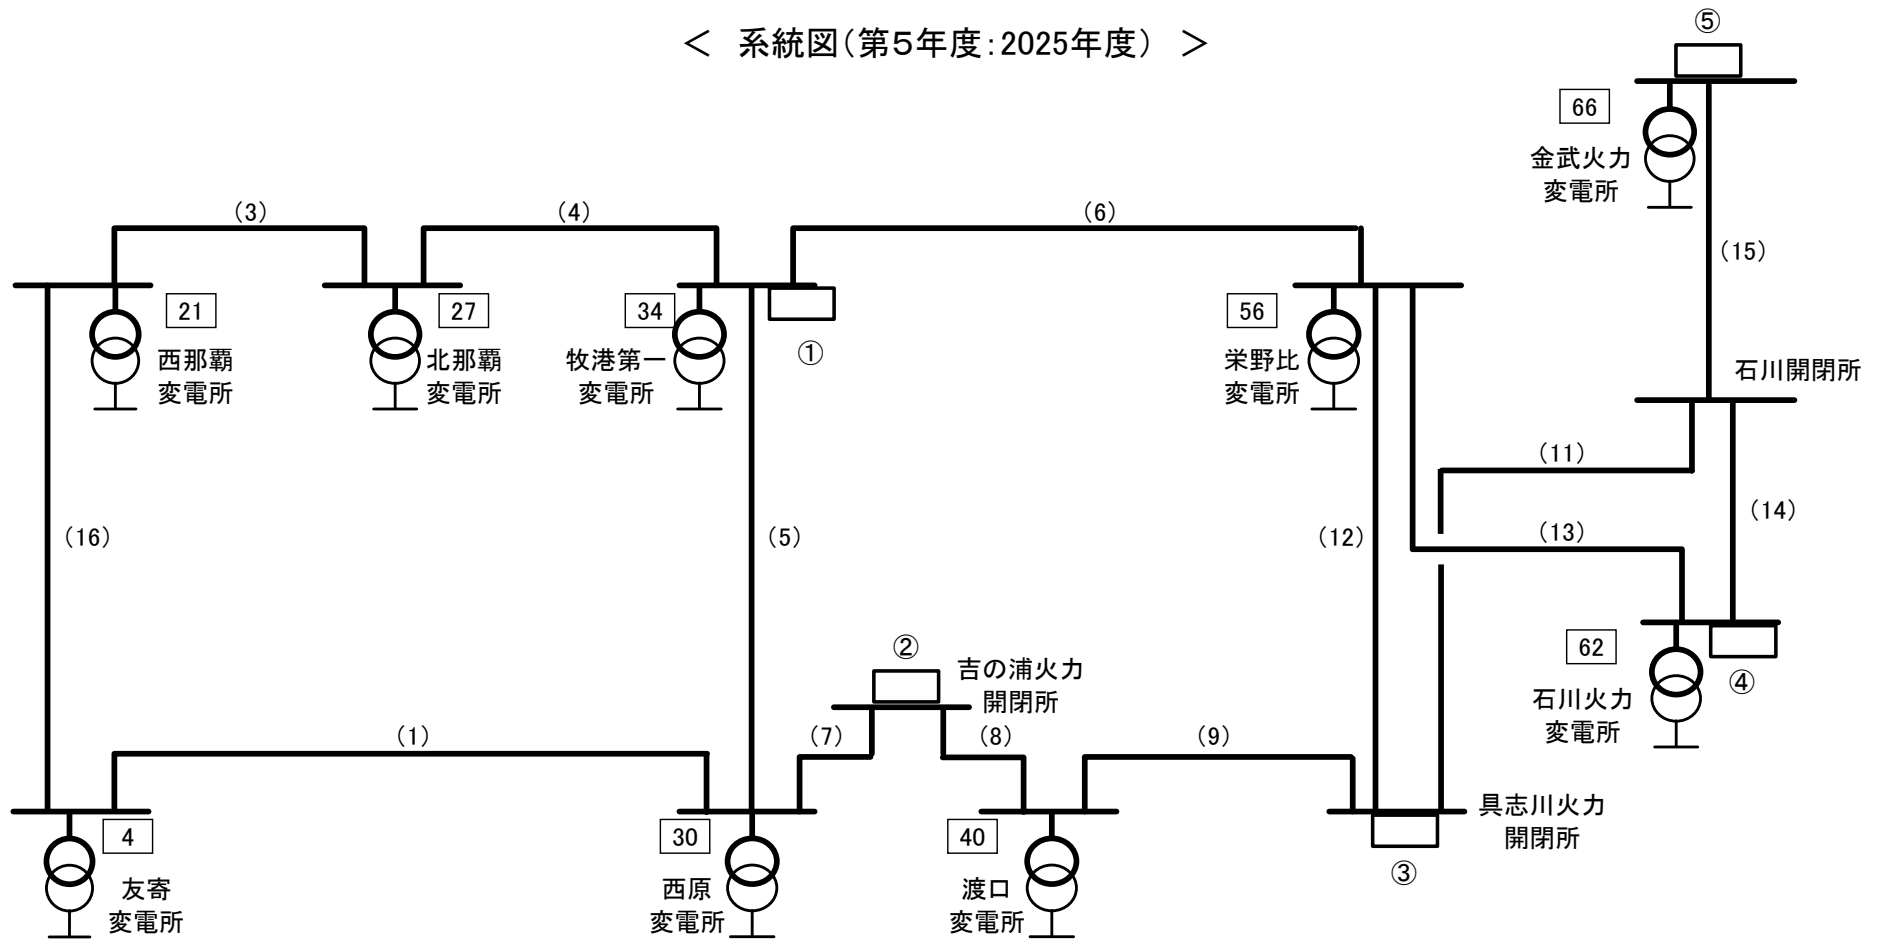 ＜ 系統図（第５年度：2025年度） ＞
⑤
66
金武火力
変電所
（3）
（4）
（6）
（15）
21
西那覇
変電所
27
北那覇
変電所
34
牧港第一
変電所
①
56
栄野比
変電所
石川開閉所
（11）
（14）
（16）
（5）
（12）
（13）
②
吉の浦火力
開閉所
62
石川火力
変電所
④
（1）
（7）
（8）
（9）
4
友寄
変電所
30
西原
変電所
40
渡口
変電所
具志川火力
開閉所
③